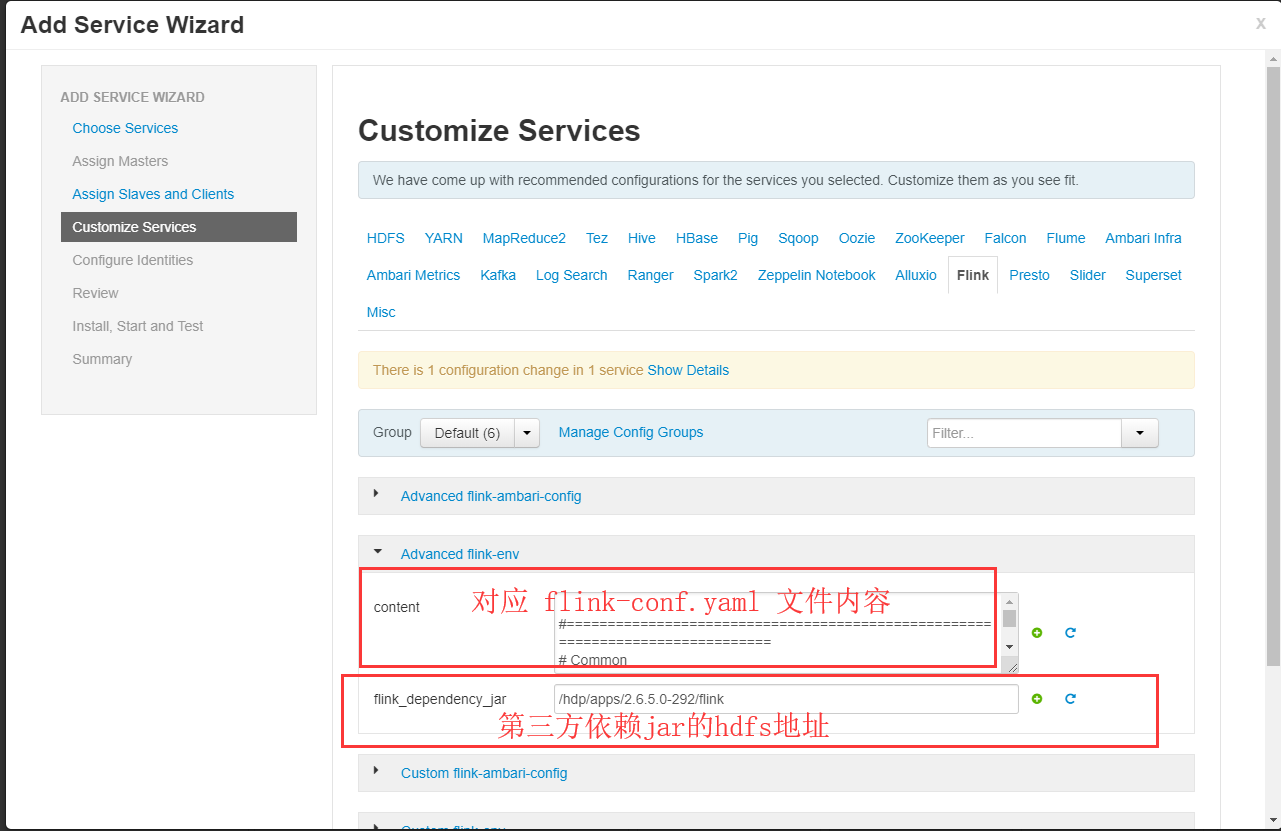 Add Service Wizard
x
ADD SERVICE WIZARD
Choose Services
Assign Masters
Assign Slaves and Clients
Customize Services
Configure Identities
Review
Install, Start and Test
Summary
Customize Services
We have come up with recommended configurations for the services you selected. Customize them as you see fit.
HDFS YARN MapReduce2 Tez Hive HBase Pig Sqoop Oozie ZooKeeper Falcon Flume Ambari Infra
Ambari Metrics Kafka Log Search Ranger Spark2 Zeppelin Notebook Alluxio Flink Presto Slider Superset
Misc
There is 1 configuration change in 1 service Show Details
Group Default (6) Manage Config Groups Filter...
Advanced flink-ambari-config
Advanced flink-env
对应 flink-conf.yaml 文件内容
content
#====================================================
==========================
# Common
flink_dependency_jar /hdp/apps/2.6.5.0-292/flink
第三方依赖jar的hdfs地址
Custom flink-ambari-config
Custom flink-env